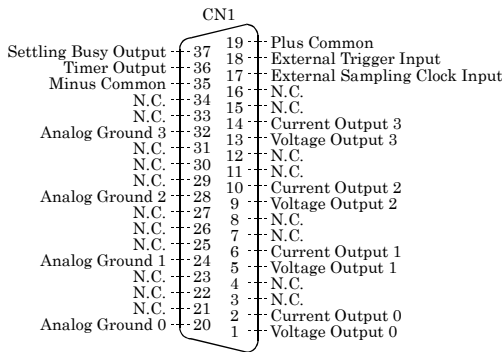 CN1
19 Plus Common
Settling Busy Output 37
18 External Trigger Input
Timer Output 36
17 External Sampling Clock Input
Minus Common 35
16 N.C.
N.C. 34
15 N.C.
N.C. 33
14 Current Output 3
Analog Ground 3 32
13 Voltage Output 3
N.C. 31
12 N.C.
N.C. 30
11 N.C.
N.C. 29
10 Current Output 2
Analog Ground 2 28
9 Voltage Output 2
N.C. 27
8 N.C.
N.C. 26
7 N.C.
N.C. 25
6 Current Output 1
Analog Ground 1 24
5 Voltage Output 1
N.C. 23
4 N.C.
N.C. 22
3 N.C.
N.C. 21
2 Current Output 0
Analog Ground 0 20
1 Voltage Output 0